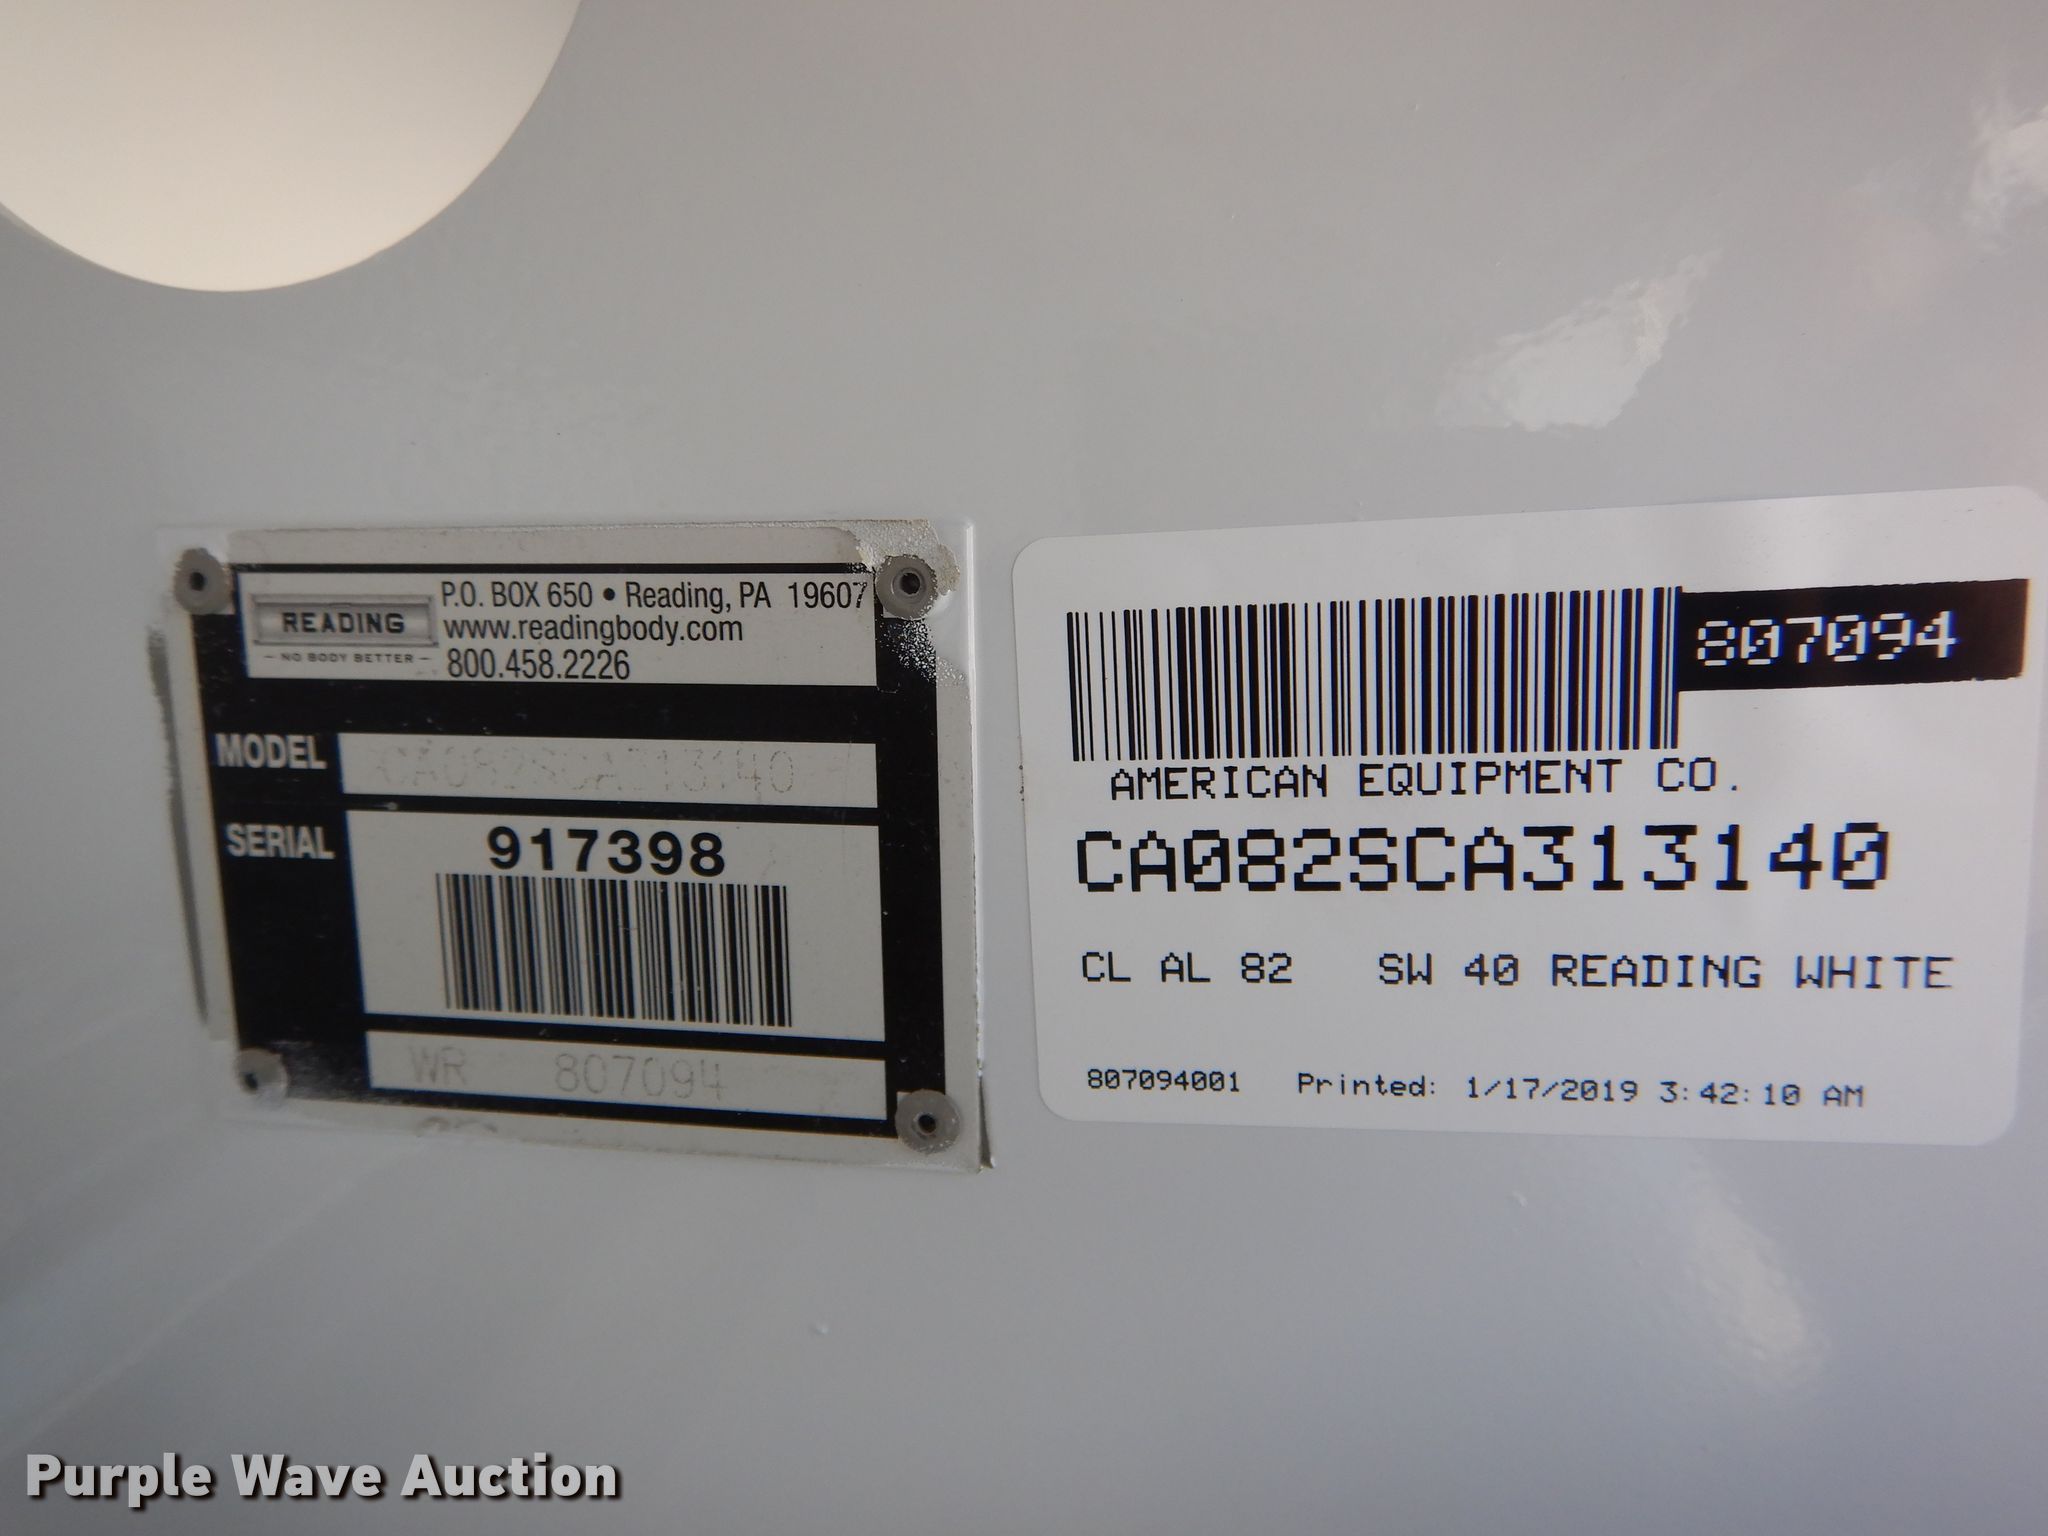 READING
— NO BODY BETTER —
P.O. BOX 650 • Reading, PA 19607
www.readingbody.com
800.458.2226
MODEL CA082SCA313140
SERIAL 917398
WR 807094
807094
AMERICAN EQUIPMENT CO.
CA082SCA313140
CL AL 82 SW 40 READING WHITE
807094001 Printed: 1/17/2019 3:42:10 AM
Purple Wave Auction